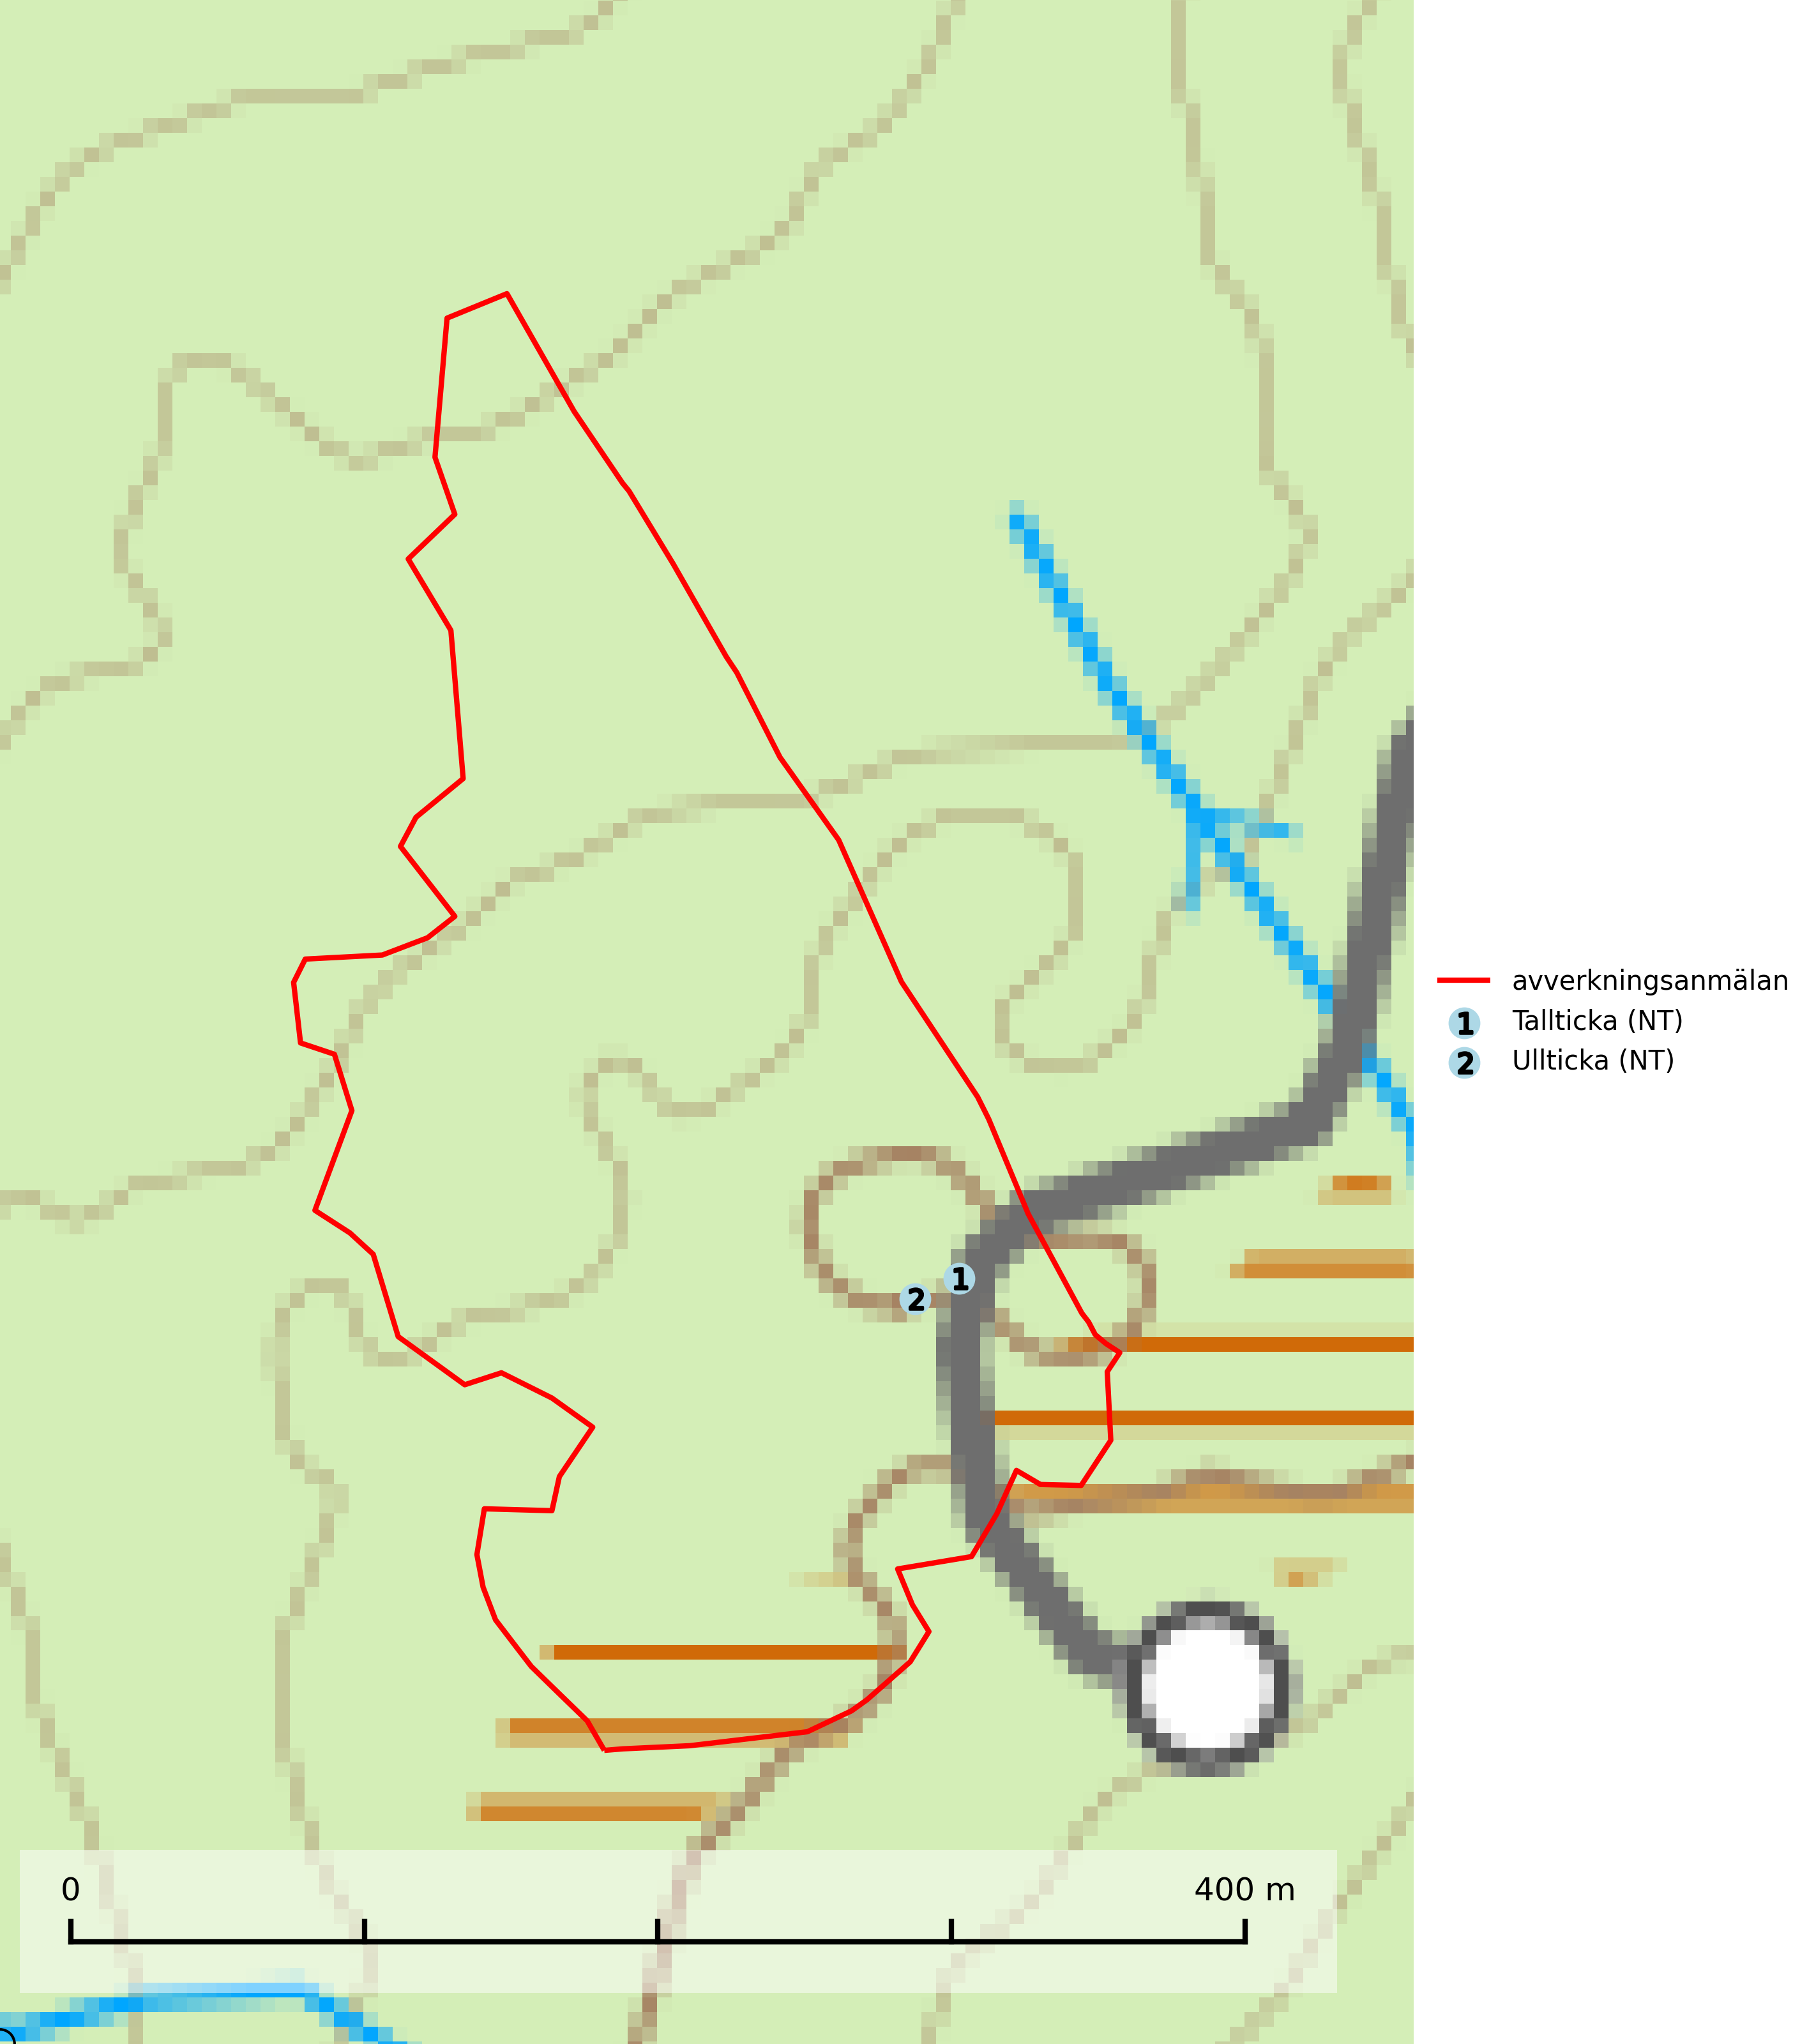 avverkningsanmälan
1 Tallticka (NT)
2 Ullticka (NT)
1
2
0 400 m